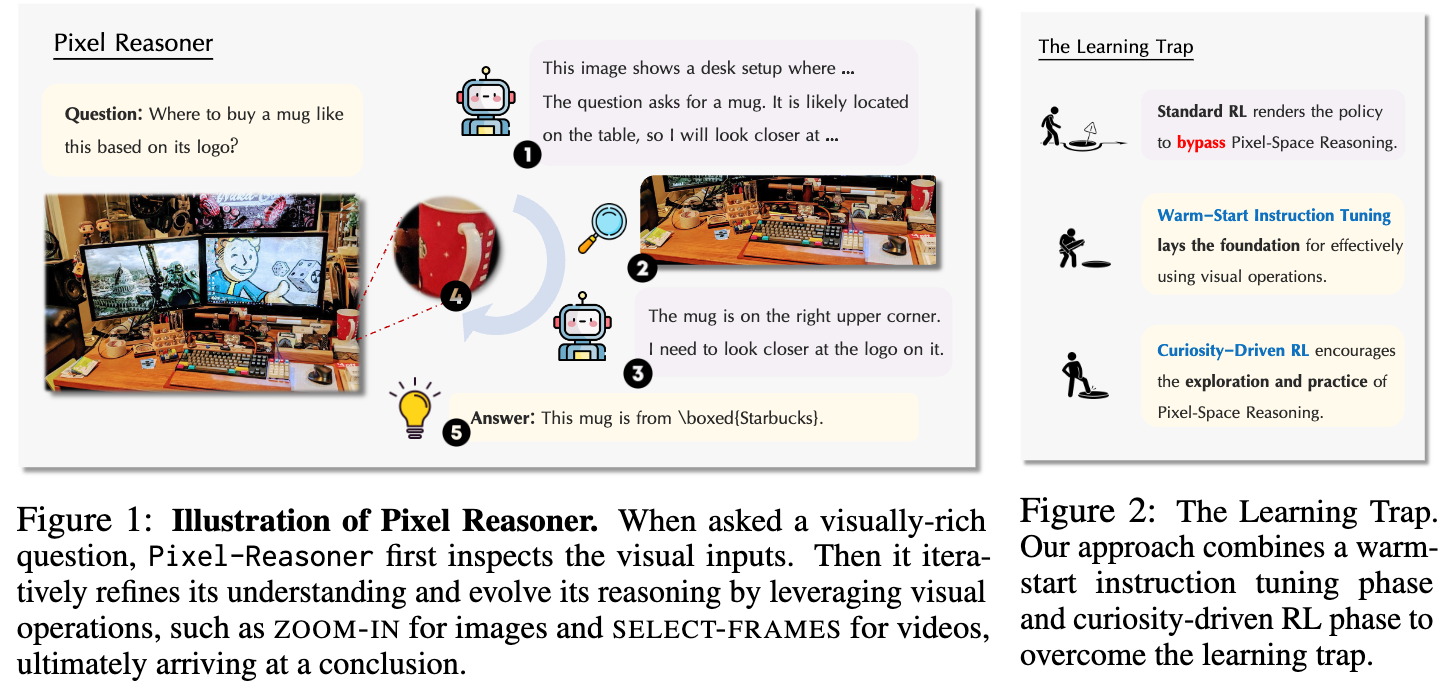 Pixel Reasoner
Question: Where to buy a mug like
this based on its logo?
This image shows a desk setup where ...
The question asks for a mug. It is likely located
on the table, so I will look closer at ...
1
2
The mug is on the right upper corner.
I need to look closer at the logo on it.
3
4
Answer: This mug is from \boxed{Starbucks}.
5
Figure 1: Illustration of Pixel Reasoner. When asked a visually-rich
question, Pixel-Reasoner first inspects the visual inputs. Then it itera-
tively refines its understanding and evolve its reasoning by leveraging visual
operations, such as ZOOM-IN for images and SELECT-FRAMES for videos,
ultimately arriving at a conclusion.
The Learning Trap
Standard RL renders the policy
to bypass Pixel-Space Reasoning.
Warm-Start Instruction Tuning
lays the foundation for effectively
using visual operations.
Curiosity-Driven RL encourages
the exploration and practice of
Pixel-Space Reasoning.
Figure 2: The Learning Trap.
Our approach combines a warm-
start instruction tuning phase
and curiosity-driven RL phase to
overcome the learning trap.